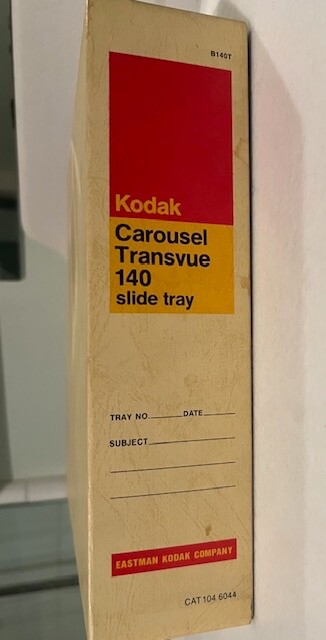 B140T
Kodak
Carousel
Transvue
140
slide tray
TRAY NO. DATE
SUBJECT
EASTMAN KODAK COMPANY
CAT 104 6044